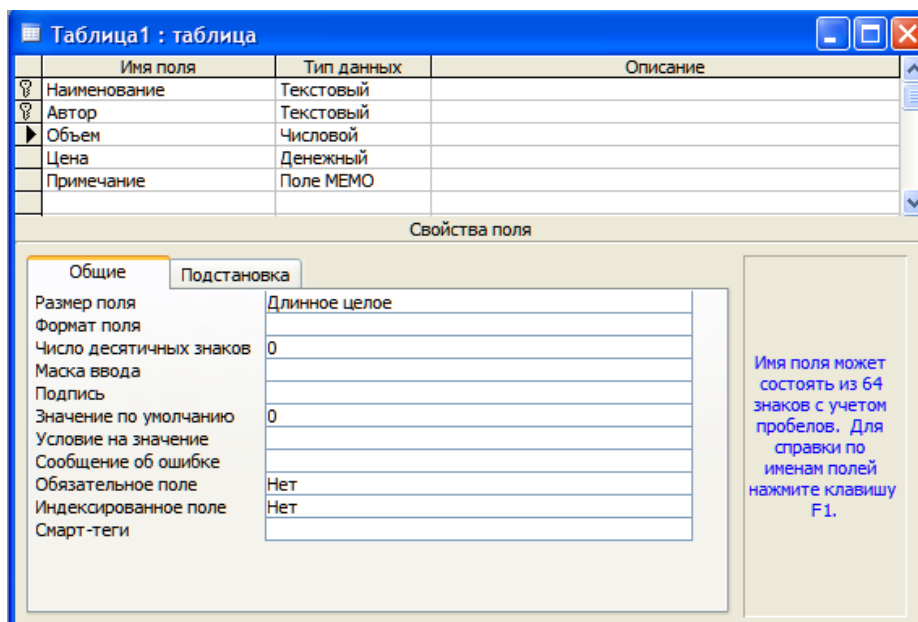 Таблица1 : таблица
Имя поля Тип данных Описание
Наименование Текстовый
Автор Текстовый
Объем Числовой
Цена Денежный
Примечание Поле МЕМО
Свойства поля
Общие Подстановка
Размер поля Длинное целое
Формат поля
Число десятичных знаков 0
Маска ввода
Подпись
Значение по умолчанию 0
Условие на значение
Сообщение об ошибке
Обязательное поле Нет
Индексированное поле Нет
Смарт-теги
Имя поля может
состоять из 64
знаков с учетом
пробелов. Для
справки по
именам полей
нажмите клавишу
F1.